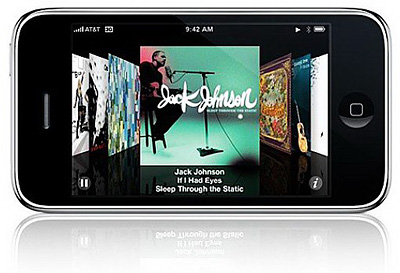 AT&T 3G 9:42 AM
Jack Johnson
SLEEP THROUGH THE STATIC
Jack Johnson
If I Had Eyes
Sleep Through the Static
i